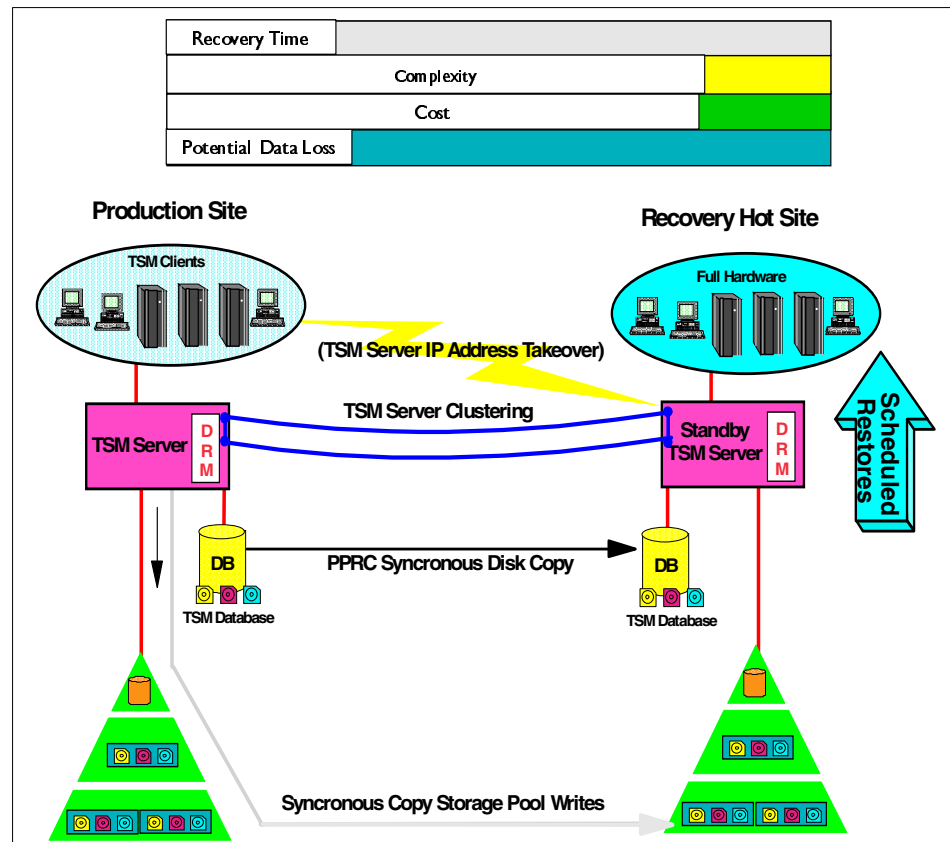 Recovery Time
Complexity
Cost
Potential Data Loss
Production Site
Recovery Hot Site
TSM Clients
Full Hardware
(TSM Server IP Address Takeover)
TSM Server Clustering
TSM Server
DRM
Standby
TSM Server
DRM
Scheduled
Restores
DB
PPRC Syncronous Disk Copy
DB
TSM Database
TSM Database
Syncronous Copy Storage Pool Writes